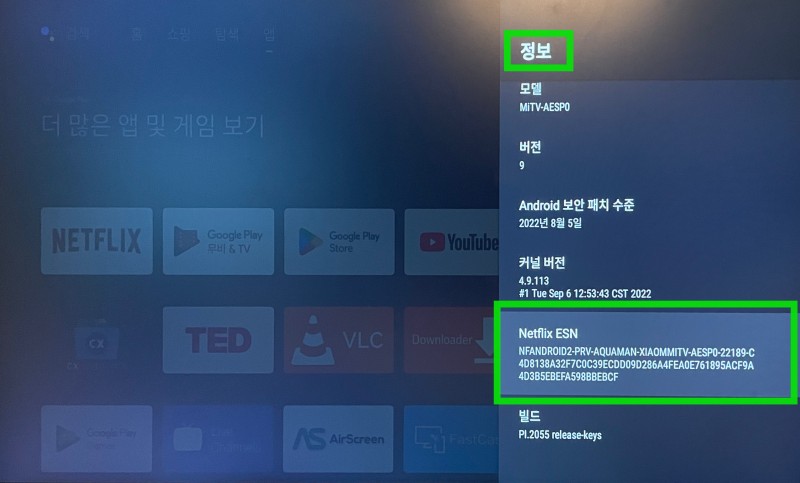 검색 홈 쇼핑 탐색 앱
더 많은 앱 및 게임 보기
NETFLIX
Google Play
무비 & TV
Google Play
Store
YouTube
CX
CX
TED
VLC
Downloader
Google Play
AirScreen
FastCas
정보
모델
MiTV-AESP0
버전
9
Android 보안 패치 수준
2022년 8월 5일
커널 버전
4.9.113
#1 Tue Sep 6 12:53:43 CST 2022
Netflix ESN
NFANDROID2-PRV-AQUAMAN-XIAOMMITV-AESP0-22189-C
4D8138A32F7C0C39ECDD09D286A4FEA0E761895ACF9A
4D3B5EBEFA598BBEBCF
빌드
PI.2055 release-keys